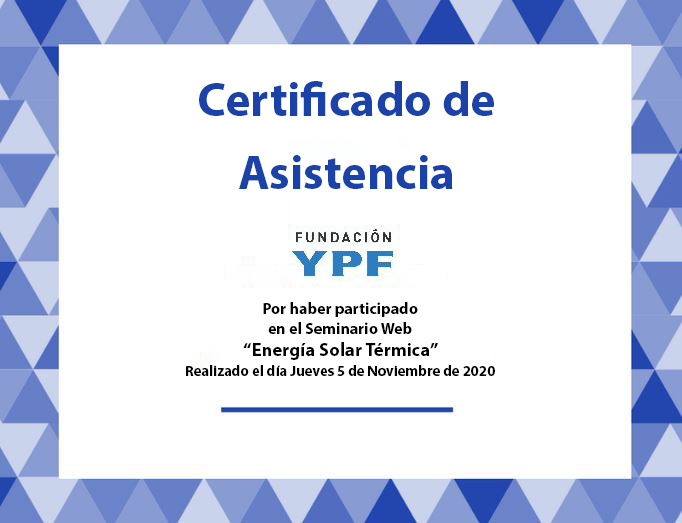 Certificado de
Asistencia
FUNDACIÓN
YPF
Por haber participado
en el Seminario Web
“Energía Solar Térmica”
Realizado el día Jueves 5 de Noviembre de 2020